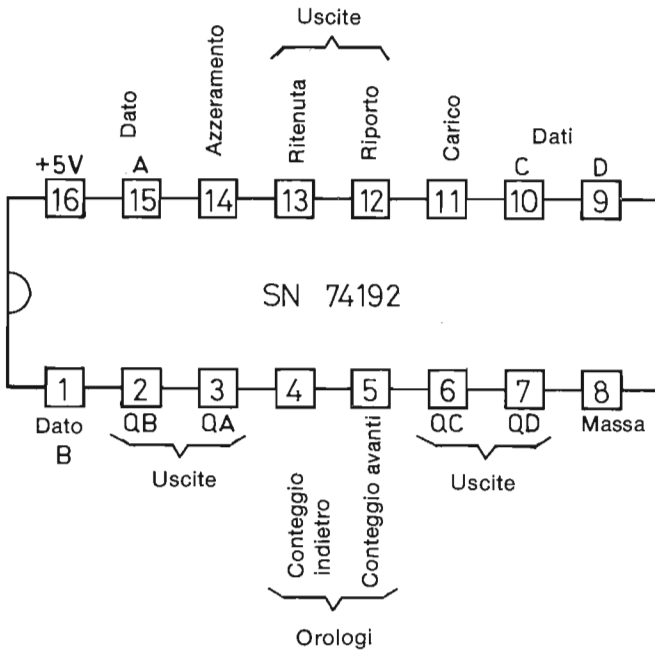 Uscite
Dato
Azzeramento
Ritenuta
Riporto
Carico
Dati
+5V
A
C
D
16
15
14
13
12
11
10
9
SN 74192
1
2
3
4
5
6
7
8
Dato
B
QB
QA
QC
QD
Massa
Uscite
Uscite
Conteggio
indietro
Conteggio avanti
Orologi